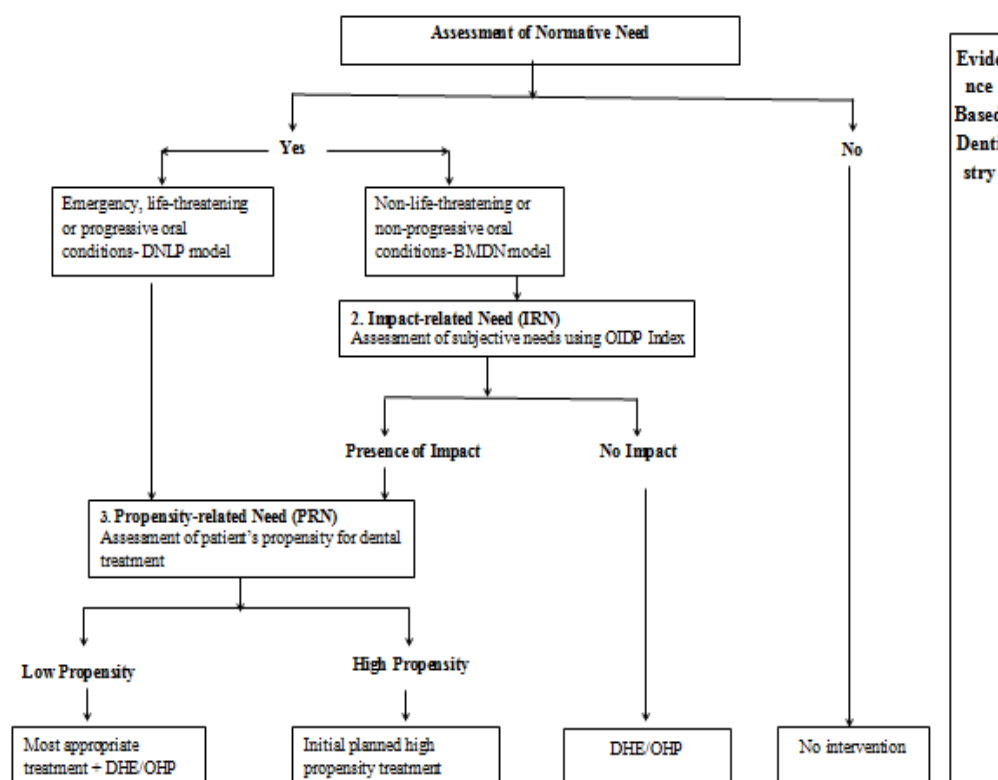 Assessment of Normative Need
Evide
nce
Based
Denti
stry
Yes
No
Emergency, life-threatening
or progressive oral
conditions- DNLP model
Non-life-threatening or
non-progressive oral
conditions- BMDN model
2. Impact-related Need (IRN)
Assessment of subjective needs using OIDP Index
Presence of Impact
No Impact
3. Propensity-related Need (PRN)
Assessment of patient's propensity for dental
treatment
Low Propensity
High Propensity
Most appropriate
treatment + DHE/OHP
Initial planned high
propensity treatment
DHE/OHP
No intervention